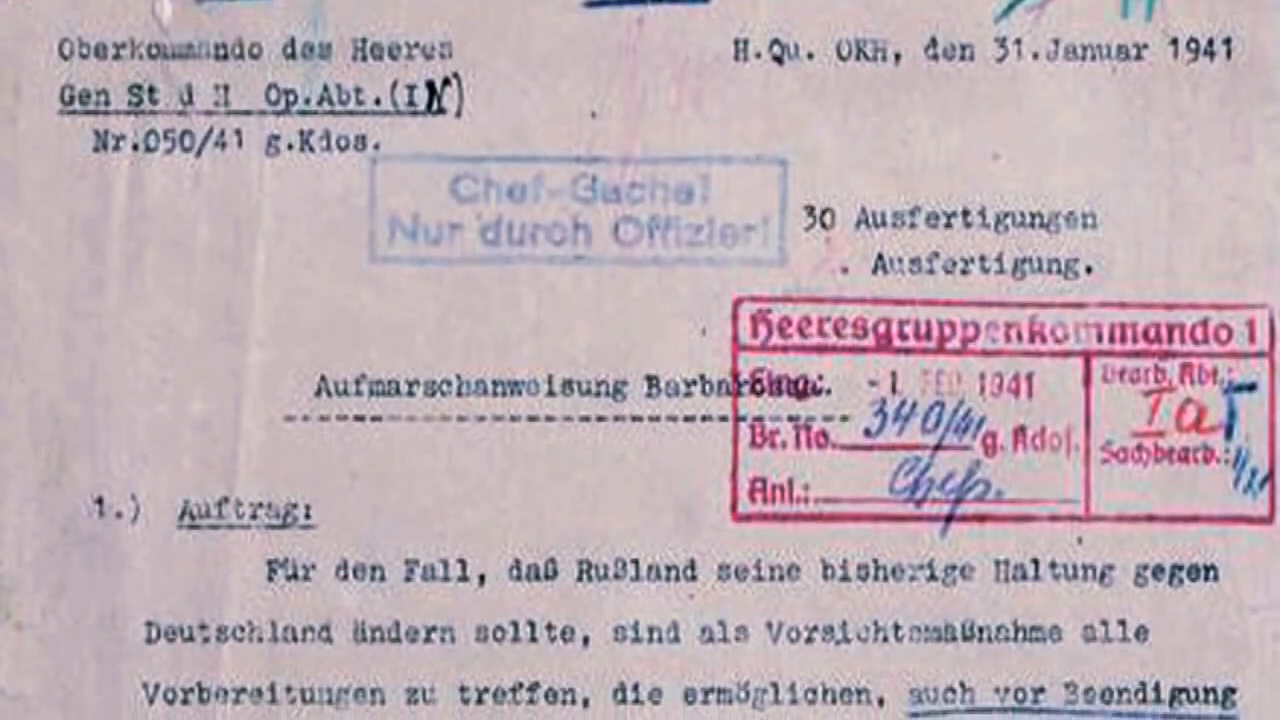 Oberkommando des Heeres
H.Qu. OKH, den 31.Januar 1941
Gen St d H Op.Abt.(IN)
Nr.050/41 g.Kdos.
Chef-Sache!
Nur durch Offizier!
30 Ausfertigungen
. Ausfertigung.
Heeresgruppenkommando 1
Aufmarschanweisung Barbarossa.
Eing.: -1. FEB 1941
Bearb. Abt.:
Ia
Br. No. 340/41 g. Kdos.
Sachbearb.:
Anl.: Chefs.
1.) Auftrag:
Für den Fall, daß Rußland seine bisherige Haltung gegen
Deutschland ändern sollte, sind als Vorsichtsmaßnahme alle
Vorbereitungen zu treffen, die ermöglichen, auch vor Beendigung